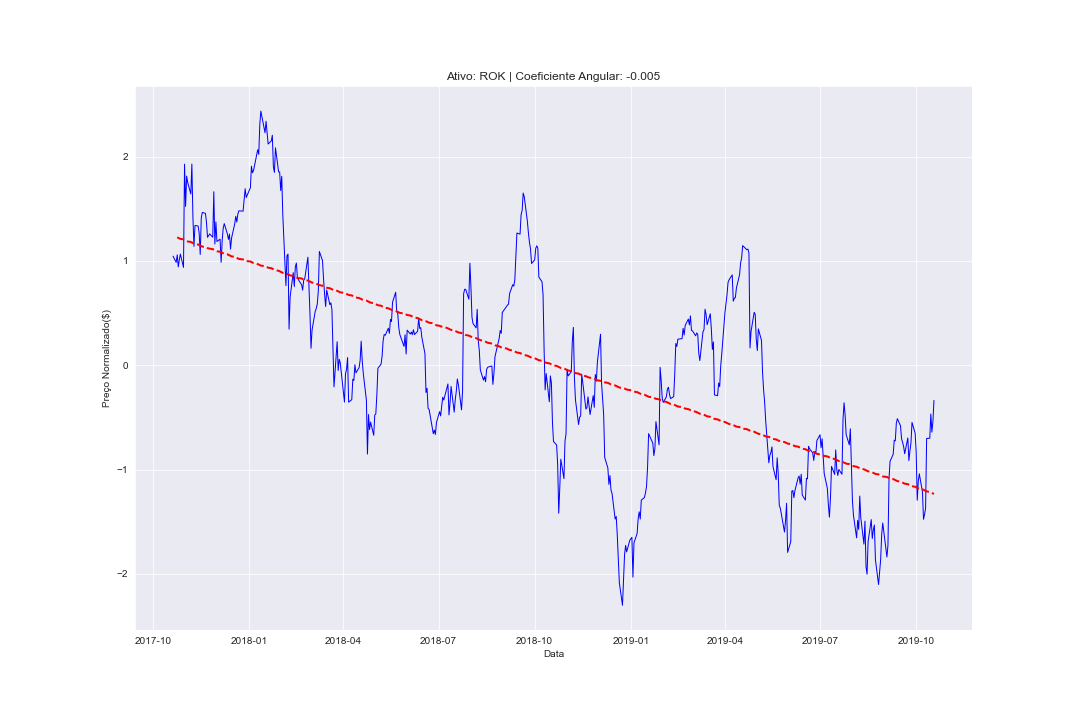 Ativo: ROK | Coeficiente Angular: -0.005
Preço Normalizado($)
2
1
0
−1
−2
2017-10 2018-01 2018-04 2018-07 2018-10 2019-01 2019-04 2019-07 2019-10
Data